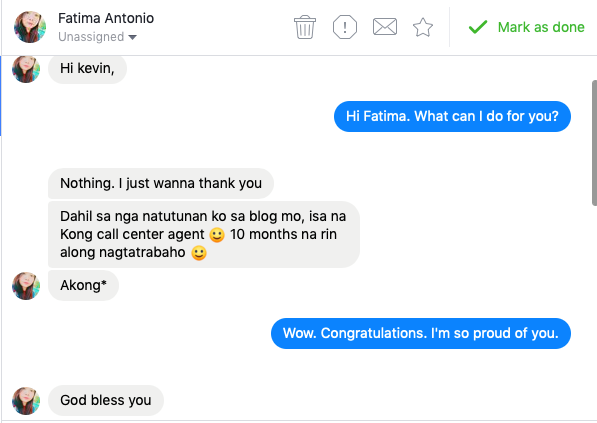 Fatima Antonio
Unassigned
Mark as done
Hi kevin,
Hi Fatima. What can I do for you?
Nothing. I just wanna thank you
Dahil sa nga natutunan ko sa blog mo, isa na
Kong call center agent 🙂 10 months na rin
along nagtatrabaho 🙂
Akong*
Wow. Congratulations. I'm so proud of you.
God bless you